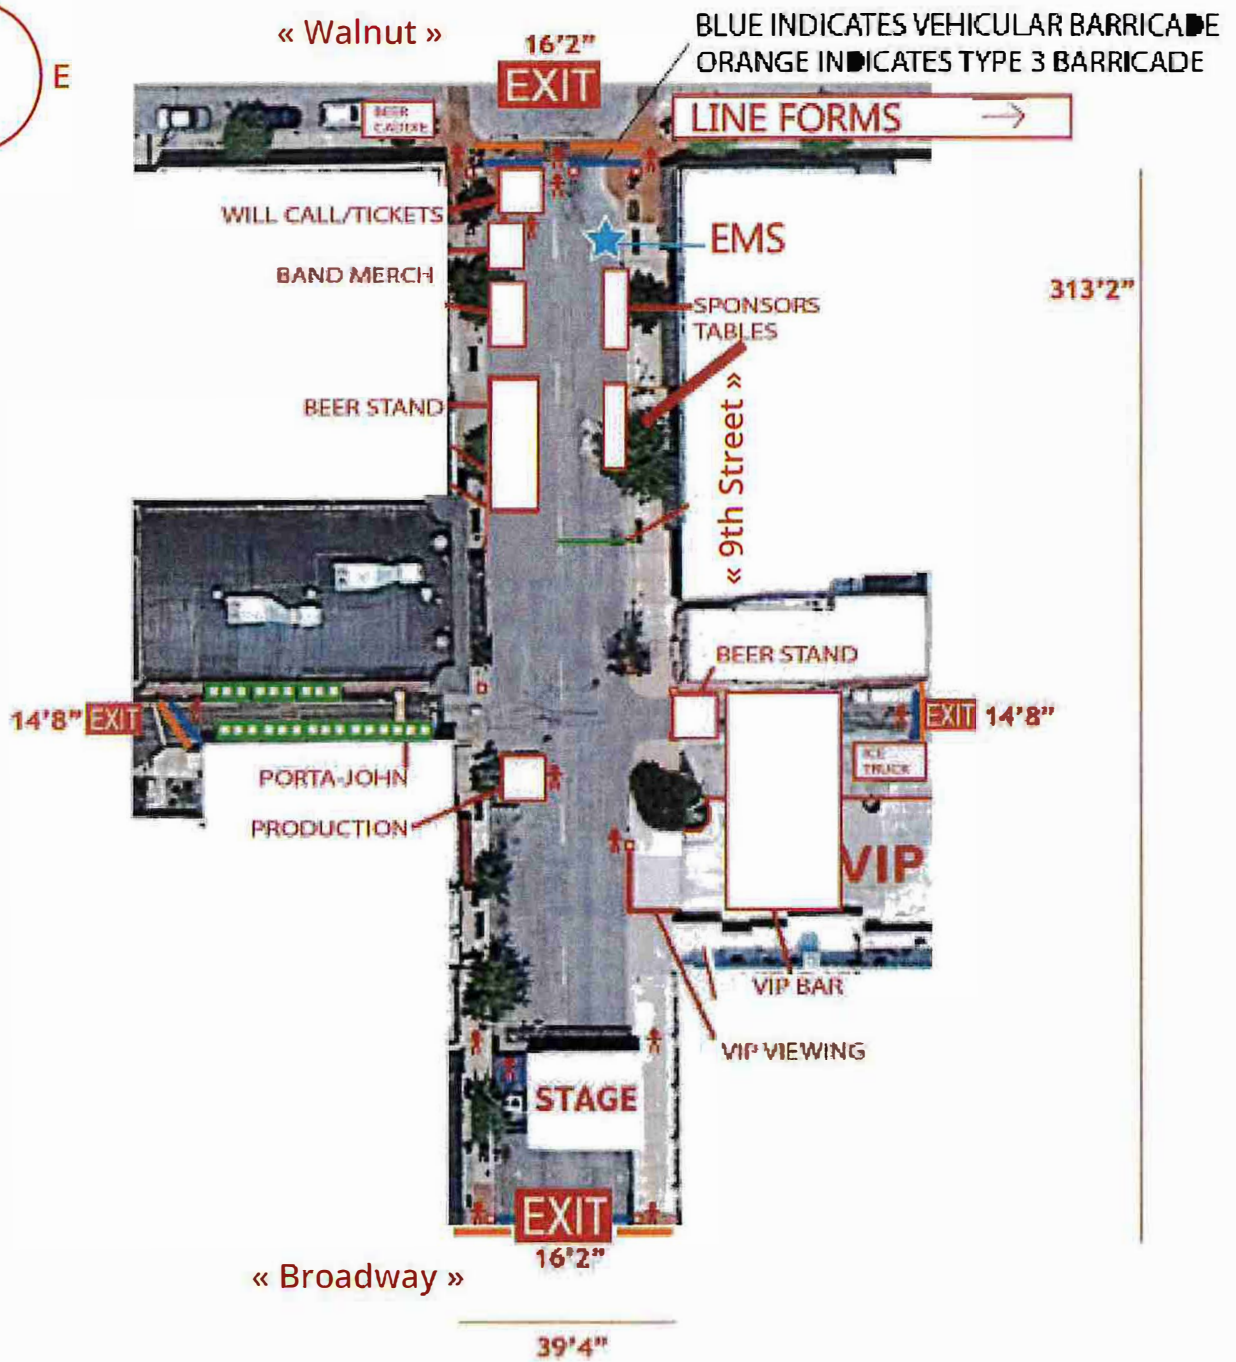 « Walnut »
BLUE INDICATES VEHICULAR BARRICADE
ORANGE INDICATES TYPE 3 BARRICADE
E
16'2"
EXIT
BEER
CADDIE
LINE FORMS
WILL CALL/TICKETS
EMS
BAND MERCH
313'2"
SPONSORS
TABLES
BEER STAND
« 9th Street »
BEER STAND
14'8" EXIT
EXIT 14'8"
ICE
TRUCK
PORTA-JOHN
PRODUCTION
VIP
VIP BAR
VIP VIEWING
STAGE
EXIT
16'2"
« Broadway »
39'4"